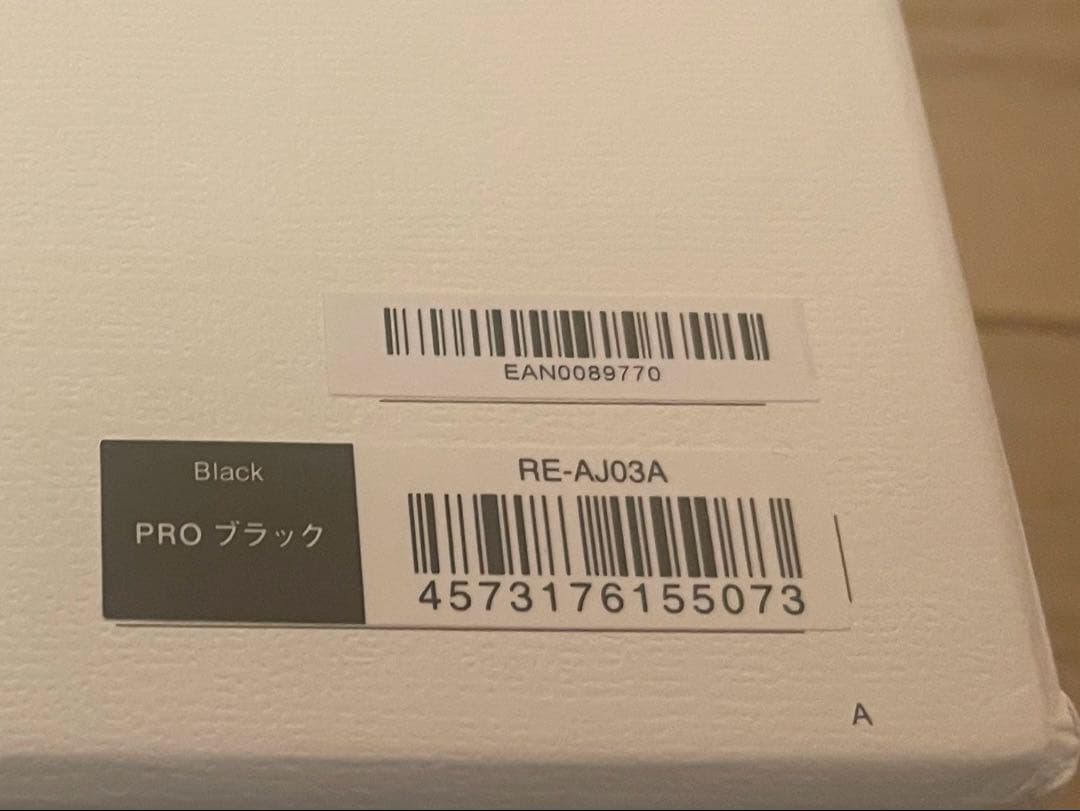 EAN0089770
Black
PRO ブラック
RE-AJ03A
4573176155073
A